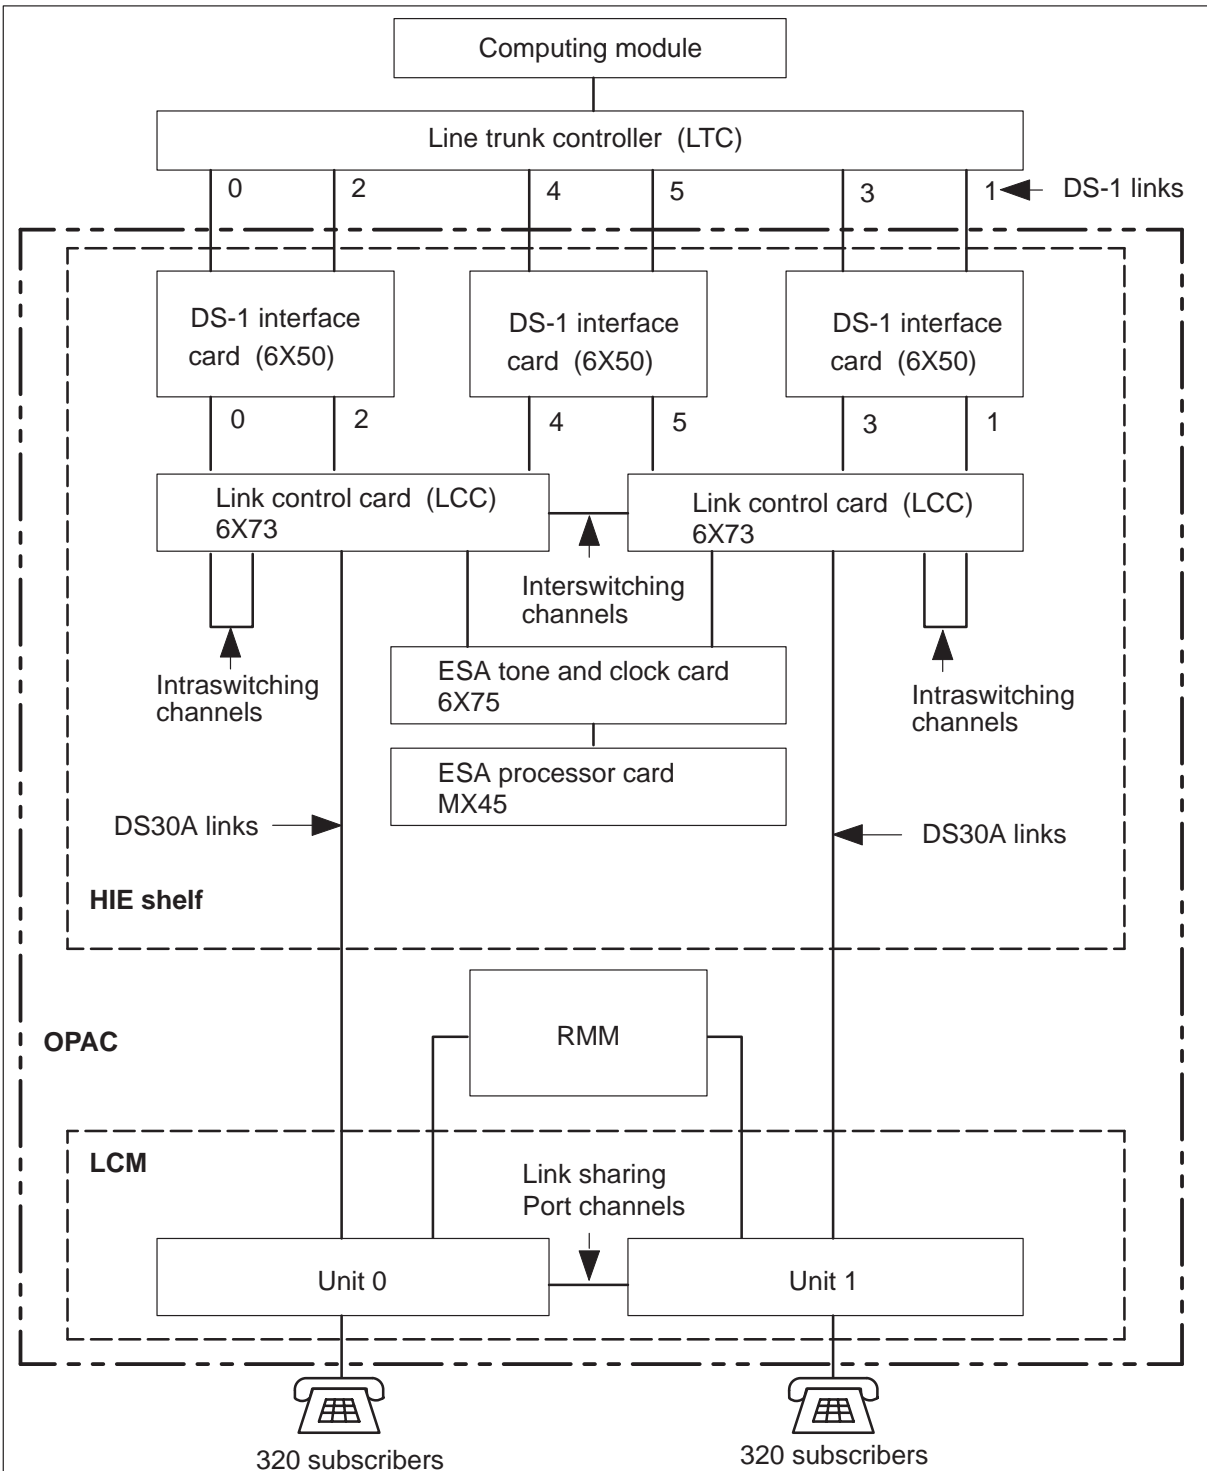 Computing module
Line trunk controller (LTC)
0
2
4
5
3
1
DS-1 links
DS-1 interface
card (6X50)
DS-1 interface
card (6X50)
DS-1 interface
card (6X50)
0
2
4
5
3
1
Link control card (LCC)
6X73
Link control card (LCC)
6X73
Interswitching
channels
Intraswitching
channels
ESA tone and clock card
6X75
Intraswitching
channels
ESA processor card
MX45
DS30A links
DS30A links
HIE shelf
RMM
OPAC
LCM
Link sharing
Port channels
Unit 0
Unit 1
320 subscribers
320 subscribers